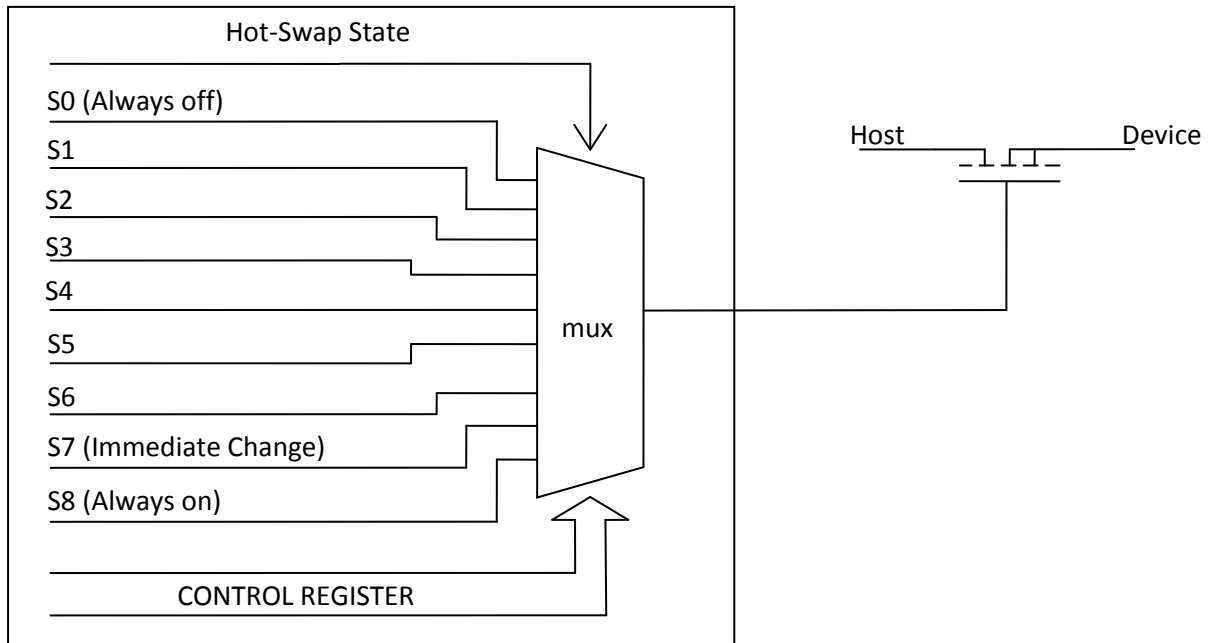 Hot-Swap State
S0 (Always off)
S1
S2
S3
S4
S5
S6
S7 (Immediate Change)
S8 (Always on)
CONTROL REGISTER
mux
Host
Device